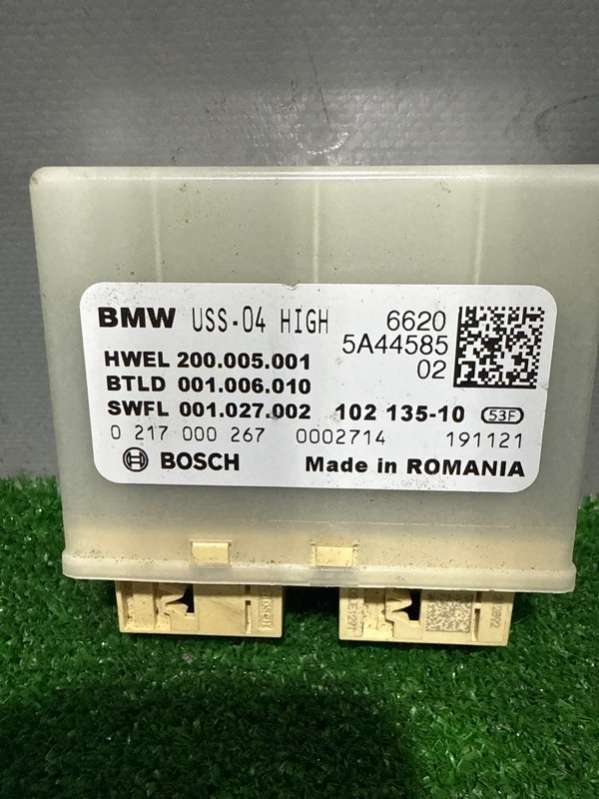 BMW USS-04 HIGH 6620
5A44585
02
HWEL 200.005.001
BTLD 001.006.010
SWFL 001.027.002 102 135-10 53F
0 217 000 267 0002714 191121
BOSCH Made in ROMANIA